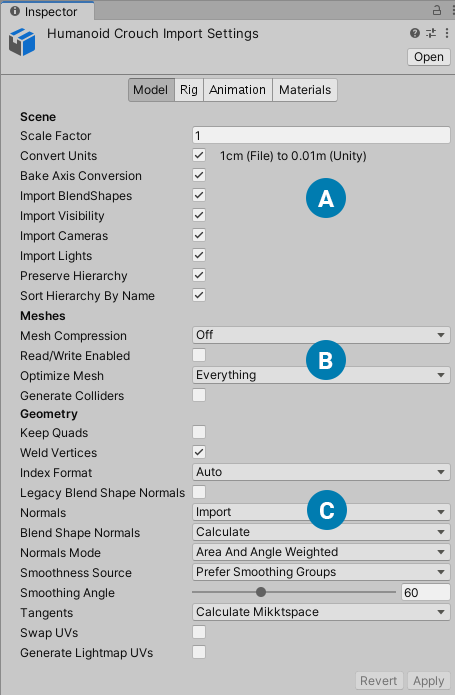 Inspector
Humanoid Crouch Import Settings
Open
Model Rig Animation Materials
Scene
Scale Factor 1
Convert Units 1cm (File) to 0.01m (Unity)
Bake Axis Conversion
Import BlendShapes
A
Import Visibility
Import Cameras
Import Lights
Preserve Hierarchy
Sort Hierarchy By Name
Meshes
Mesh Compression Off
Read/Write Enabled
B
Optimize Mesh Everything
Generate Colliders
Geometry
Keep Quads
Weld Vertices
Index Format Auto
Legacy Blend Shape Normals
Normals Import
C
Blend Shape Normals Calculate
Normals Mode Area And Angle Weighted
Smoothness Source Prefer Smoothing Groups
Smoothing Angle 60
Tangents Calculate Mikktspace
Swap UVs
Generate Lightmap UVs
Revert Apply